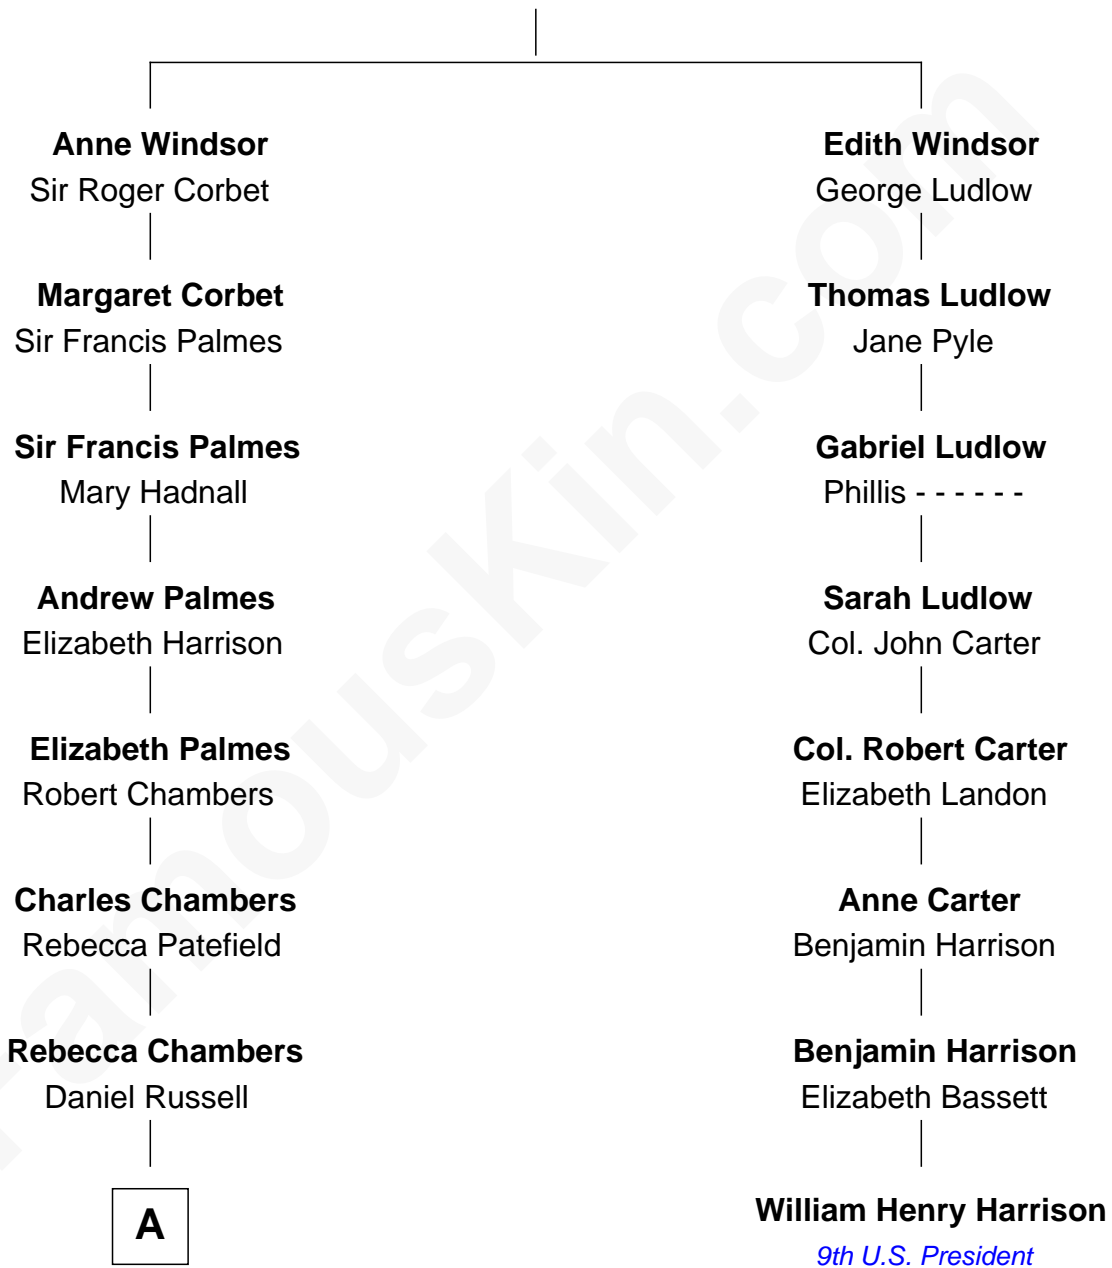 Anne Windsor
Sir Roger Corbet
Margaret Corbet
Sir Francis Palmes
Sir Francis Palmes
Mary Hadnall
Andrew Palmes
Elizabeth Harrison
Elizabeth Palmes
Robert Chambers
Charles Chambers
Rebecca Patefield
Rebecca Chambers
Daniel Russell
A
Edith Windsor
George Ludlow
Thomas Ludlow
Jane Pyle
Gabriel Ludlow
Phillis - - - - - -
Sarah Ludlow
Col. John Carter
Col. Robert Carter
Elizabeth Landon
Anne Carter
Benjamin Harrison
Benjamin Harrison
Elizabeth Bassett
William Henry Harrison
9th U.S. President
FamousKin.com